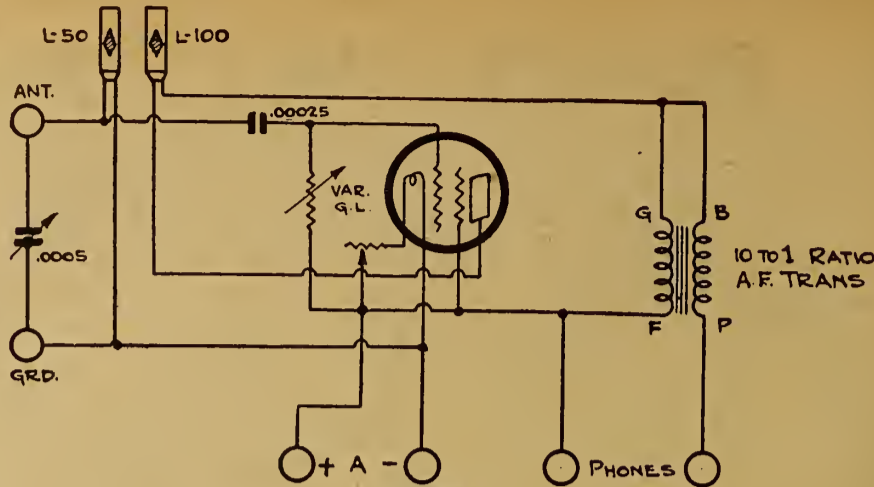 L-50
L-100
ANT.
.00025
VAR.
G.L.
G
B
10 TO 1 RATIO
A.F. TRANS
.0005
F
P
GRD.
+ A -
PHONES